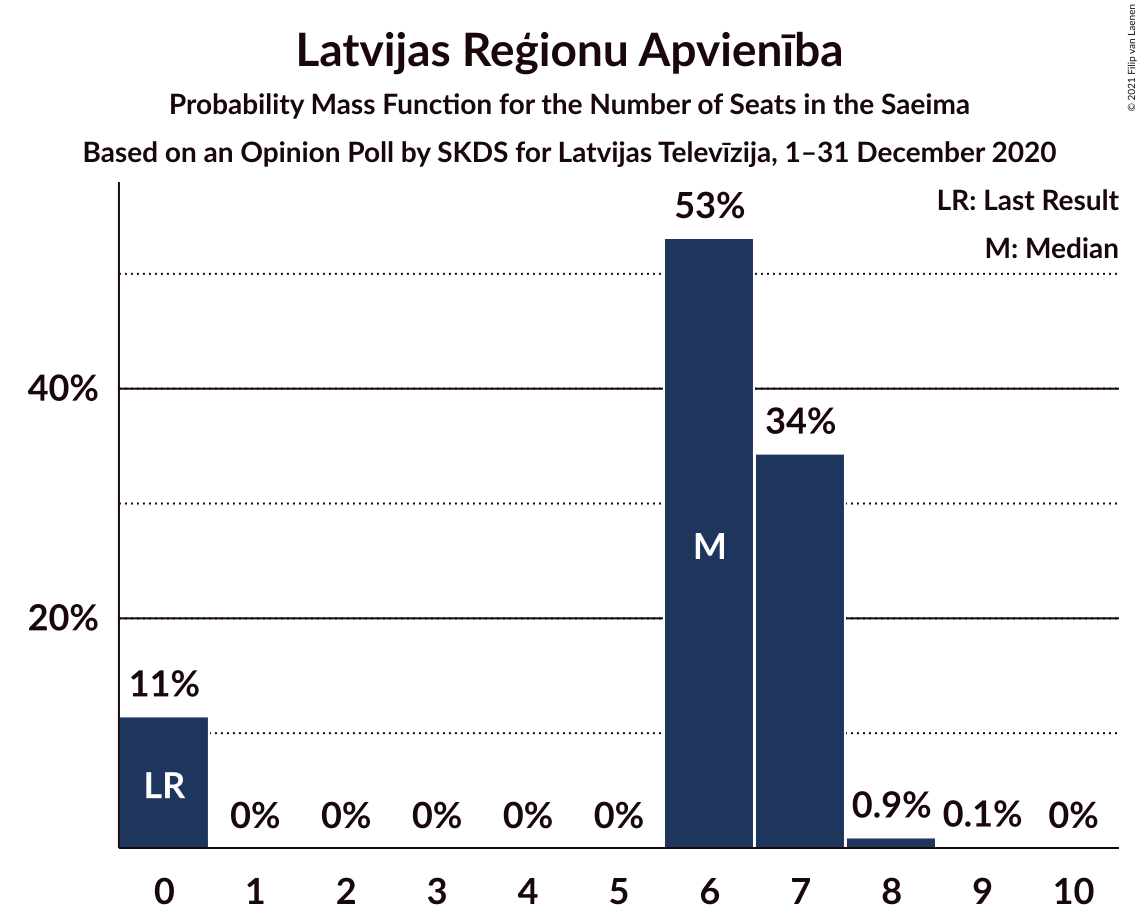 Latvijas Reģionu Apvienība
Probability Mass Function for the Number of Seats in the Saeima
Based on an Opinion Poll by SKDS for Latvijas Televīzija, 1–31 December 2020
© 2021 Filip van Laenen
LR: Last Result
M: Median
53%
40%
34%
M
20%
11%
LR
0% 0% 0% 0% 0% 0.9% 0.1% 0%
0 1 2 3 4 5 6 7 8 9 10